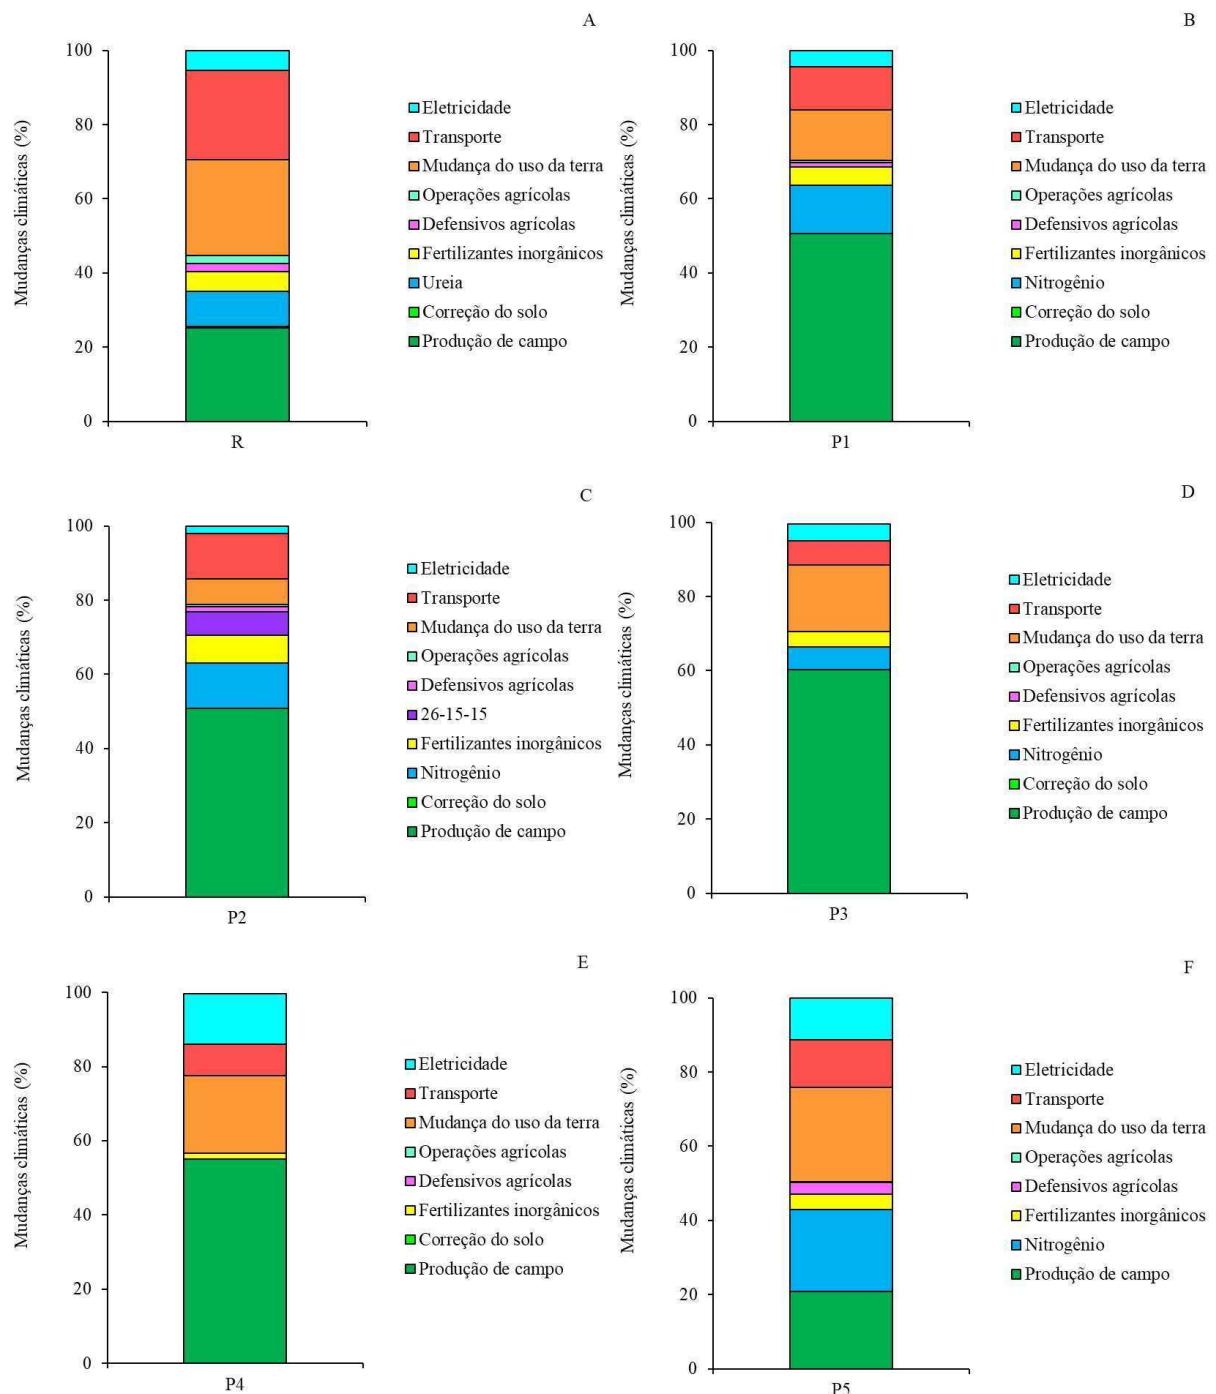 A
Mudanças climáticas (%)
100
80
60
40
20
0
R
Eletricidade
Transporte
Mudança do uso da terra
Operações agrícolas
Defensivos agrícolas
Fertilizantes inorgânicos
Ureia
Correção do solo
Produção de campo
B
Mudanças climáticas (%)
100
80
60
40
20
0
P1
Eletricidade
Transporte
Mudança do uso da terra
Operações agrícolas
Defensivos agrícolas
Fertilizantes inorgânicos
Nitrogênio
Correção do solo
Produção de campo
C
Mudanças climáticas (%)
100
80
60
40
20
0
P2
Eletricidade
Transporte
Mudança do uso da terra
Operações agrícolas
Defensivos agrícolas
26-15-15
Fertilizantes inorgânicos
Nitrogênio
Correção do solo
Produção de campo
D
Mudanças climáticas (%)
100
80
60
40
20
0
P3
Eletricidade
Transporte
Mudança do uso da terra
Operações agrícolas
Defensivos agrícolas
Fertilizantes inorgânicos
Nitrogênio
Correção do solo
Produção de campo
E
Mudanças climáticas (%)
100
80
60
40
20
0
P4
Eletricidade
Transporte
Mudança do uso da terra
Operações agrícolas
Defensivos agrícolas
Fertilizantes inorgânicos
Correção do solo
Produção de campo
F
Mudanças climáticas (%)
100
80
60
40
20
0
P5
Eletricidade
Transporte
Mudança do uso da terra
Operações agrícolas
Defensivos agrícolas
Fertilizantes inorgânicos
Nitrogênio
Produção de campo